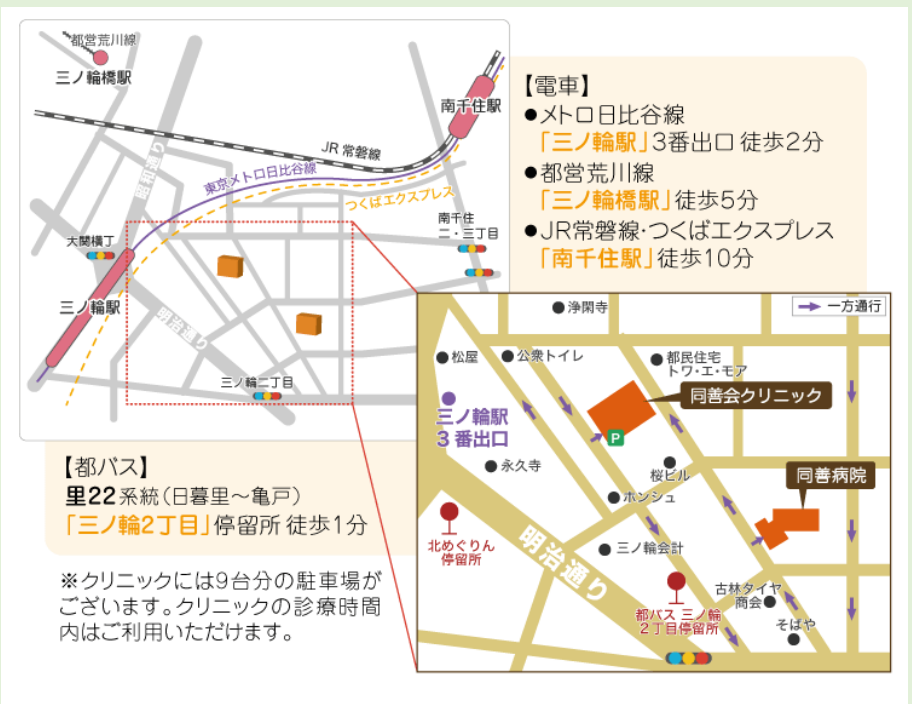 都営荒川線
三ノ輪橋駅
南千住駅
JR 常磐線
東京メトロ日比谷線
つくばエクスプレス
昭和通り
大関横丁
南千住
二・三丁目
三ノ輪駅
明治通り
三ノ輪二丁目
【電車】
●メトロ日比谷線
「三ノ輪駅」3番出口 徒歩2分
●都営荒川線
「三ノ輪橋駅」徒歩5分
●JR常磐線・つくばエクスプレス
「南千住駅」徒歩10分
浄閑寺
一方通行
松屋
公衆トイレ
都民住宅
トワ・エ・モア
同善会クリニック
三ノ輪駅
3 番出口
P
永久寺
桜ビル
同善病院
ホンシュ
北めぐりん
停留所
明治通り
三ノ輪会計
古林タイヤ
商会
都バス 三ノ輪
2丁目停留所
そばや
【都バス】
里22系統（日暮里～亀戸）
「三ノ輪2丁目」停留所 徒歩1分
※クリニックには9台分の駐車場が
ございます。クリニックの診療時間
内はご利用いただけます。